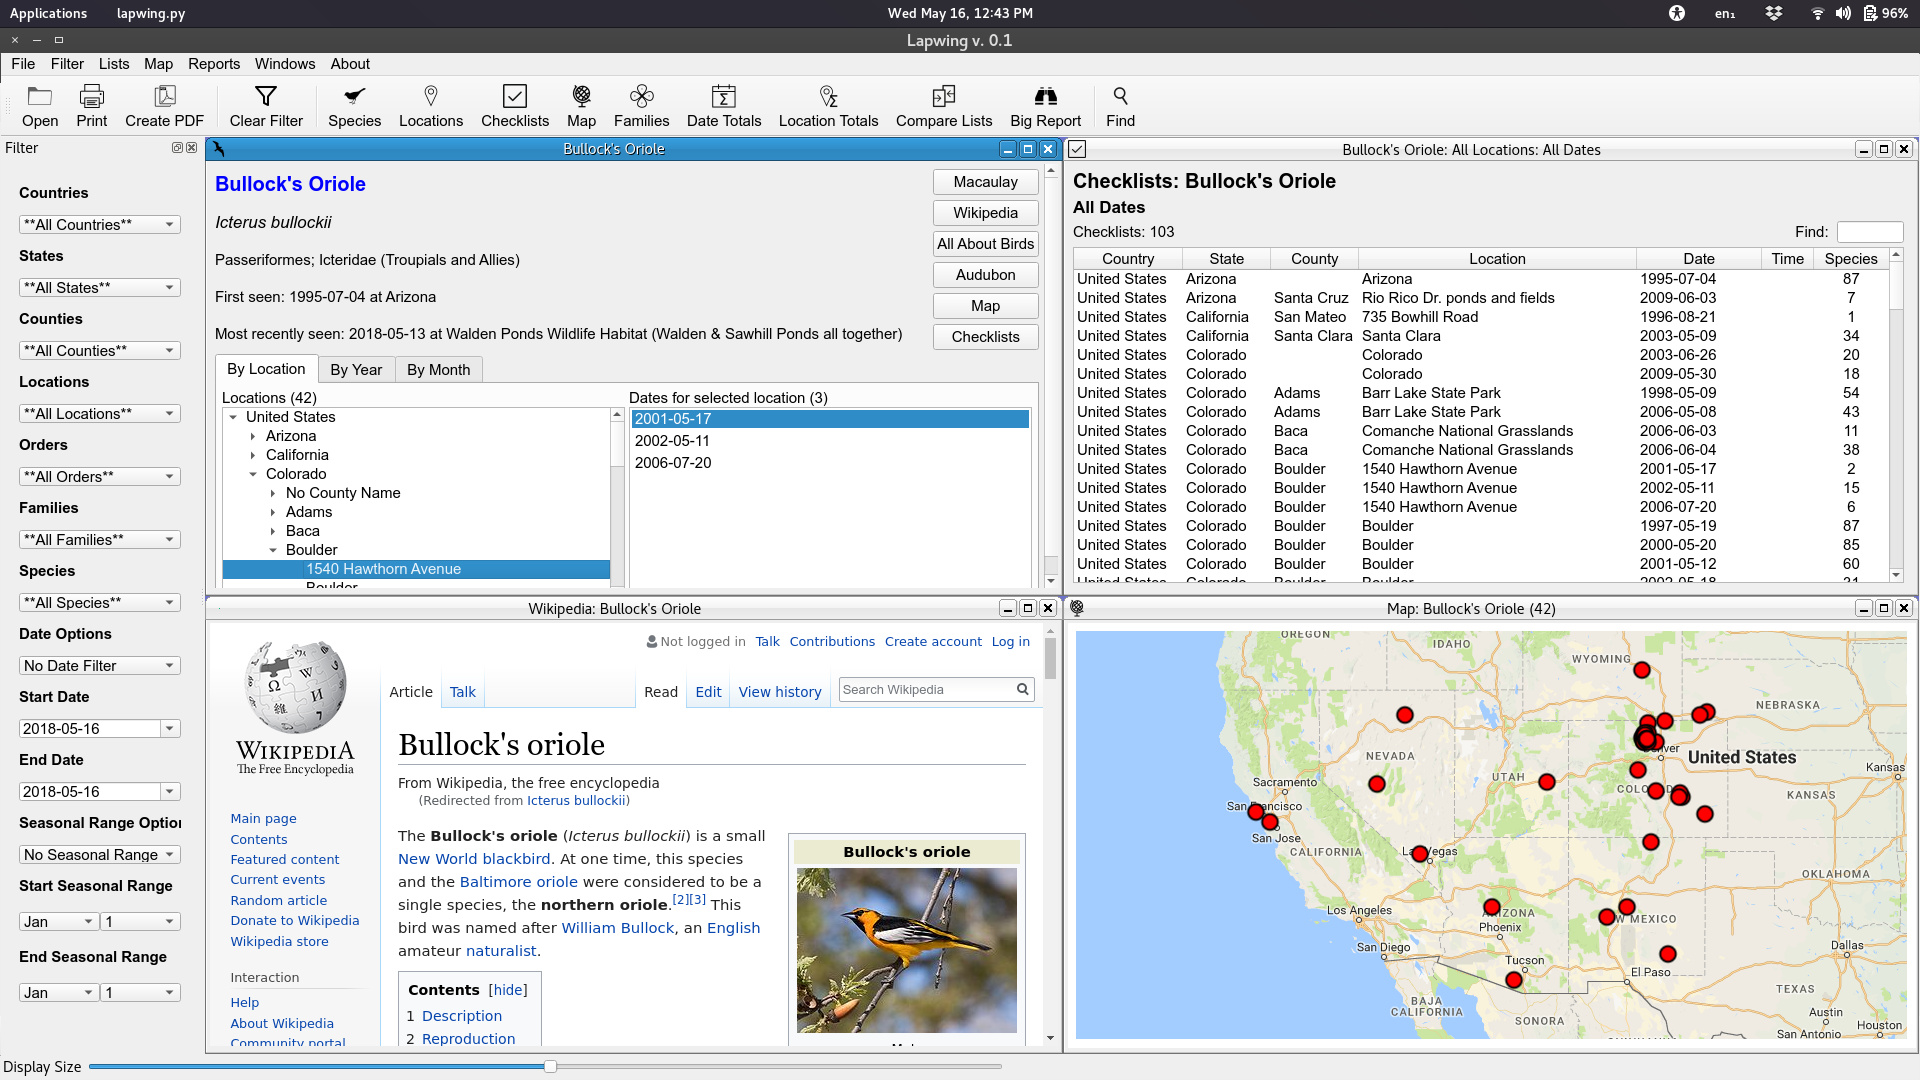 Applications lapwing.py Wed May 16, 12:43 PM en₁ 96%
Lapwing v. 0.1
File Filter Lists Map Reports Windows About
Open Print Create PDF Clear Filter Species Locations Checklists Map Families Date Totals Location Totals Compare Lists Big Report Find
Filter
Countries
**All Countries**
States
**All States**
Counties
**All Counties**
Locations
**All Locations**
Orders
**All Orders**
Families
**All Families**
Species
**All Species**
Date Options
No Date Filter
Start Date
2018-05-16
End Date
2018-05-16
Seasonal Range Option
No Seasonal Range
Start Seasonal Range
Jan 1
End Seasonal Range
Jan 1
Display Size
Bullock's Oriole
Bullock's Oriole
Icterus bullockii
Passeriformes; Icteridae (Troupials and Allies)
First seen: 1995-07-04 at Arizona
Most recently seen: 2018-05-13 at Walden Ponds Wildlife Habitat (Walden & Sawhill Ponds all together)
Macaulay
Wikipedia
All About Birds
Audubon
Map
Checklists
By Location By Year By Month
Locations (42)
United States
Arizona
California
Colorado
No County Name
Adams
Baca
Boulder
1540 Hawthorn Avenue
Boulder
Dates for selected location (3)
2001-05-17
2002-05-11
2006-07-20
Bullock's Oriole: All Locations: All Dates
Checklists: Bullock's Oriole
All Dates
Checklists: 103 Find:
Country State County Location Date Time Species
United States Arizona Arizona 1995-07-04 87
United States Arizona Santa Cruz Rio Rico Dr. ponds and fields 2009-06-03 7
United States California San Mateo 735 Bowhill Road 1996-08-21 1
United States California Santa Clara Santa Clara 2003-05-09 34
United States Colorado Colorado 2003-06-26 20
United States Colorado Colorado 2009-05-30 18
United States Colorado Adams Barr Lake State Park 1998-05-09 54
United States Colorado Adams Barr Lake State Park 2006-05-08 43
United States Colorado Baca Comanche National Grasslands 2006-06-03 11
United States Colorado Baca Comanche National Grasslands 2006-06-04 38
United States Colorado Boulder 1540 Hawthorn Avenue 2001-05-17 2
United States Colorado Boulder 1540 Hawthorn Avenue 2002-05-11 15
United States Colorado Boulder 1540 Hawthorn Avenue 2006-07-20 6
United States Colorado Boulder Boulder 1997-05-19 87
United States Colorado Boulder Boulder 2000-05-20 85
United States Colorado Boulder Boulder 2001-05-12 60
United States Colorado Boulder Boulder 2002-05-18 31
Wikipedia: Bullock's Oriole
WIKIPEDIA
The Free Encyclopedia
Not logged in Talk Contributions Create account Log in
Article Talk Read Edit View history Search Wikipedia
Bullock's oriole
From Wikipedia, the free encyclopedia
(Redirected from Icterus bullockii)
The Bullock's oriole (Icterus bullockii) is a small
New World blackbird. At one time, this species
and the Baltimore oriole were considered to be a
single species, the northern oriole.[2][3] This
bird was named after William Bullock, an English
amateur naturalist.
Contents [hide]
1 Description
2 Reproduction
Bullock's oriole
Main page
Contents
Featured content
Current events
Random article
Donate to Wikipedia
Wikipedia store
Interaction
Help
About Wikipedia
Community portal
Map: Bullock's Oriole (42)
OREGON
IDAHO
WYOMING
NEBRASKA
NEVADA
UTAH
United States
Kansas
KANSAS
Sacramento
San Francisco
San Jose
CALIFORNIA
Las Vegas
OKLAHOMA
Los Angeles
ARIZONA
Phoenix
NEW MEXICO
San Diego
Tucson
El Paso
Dallas
TEXAS
BAJA
CALIFORNIA
SONORA
Austin
Houston
San Antonio